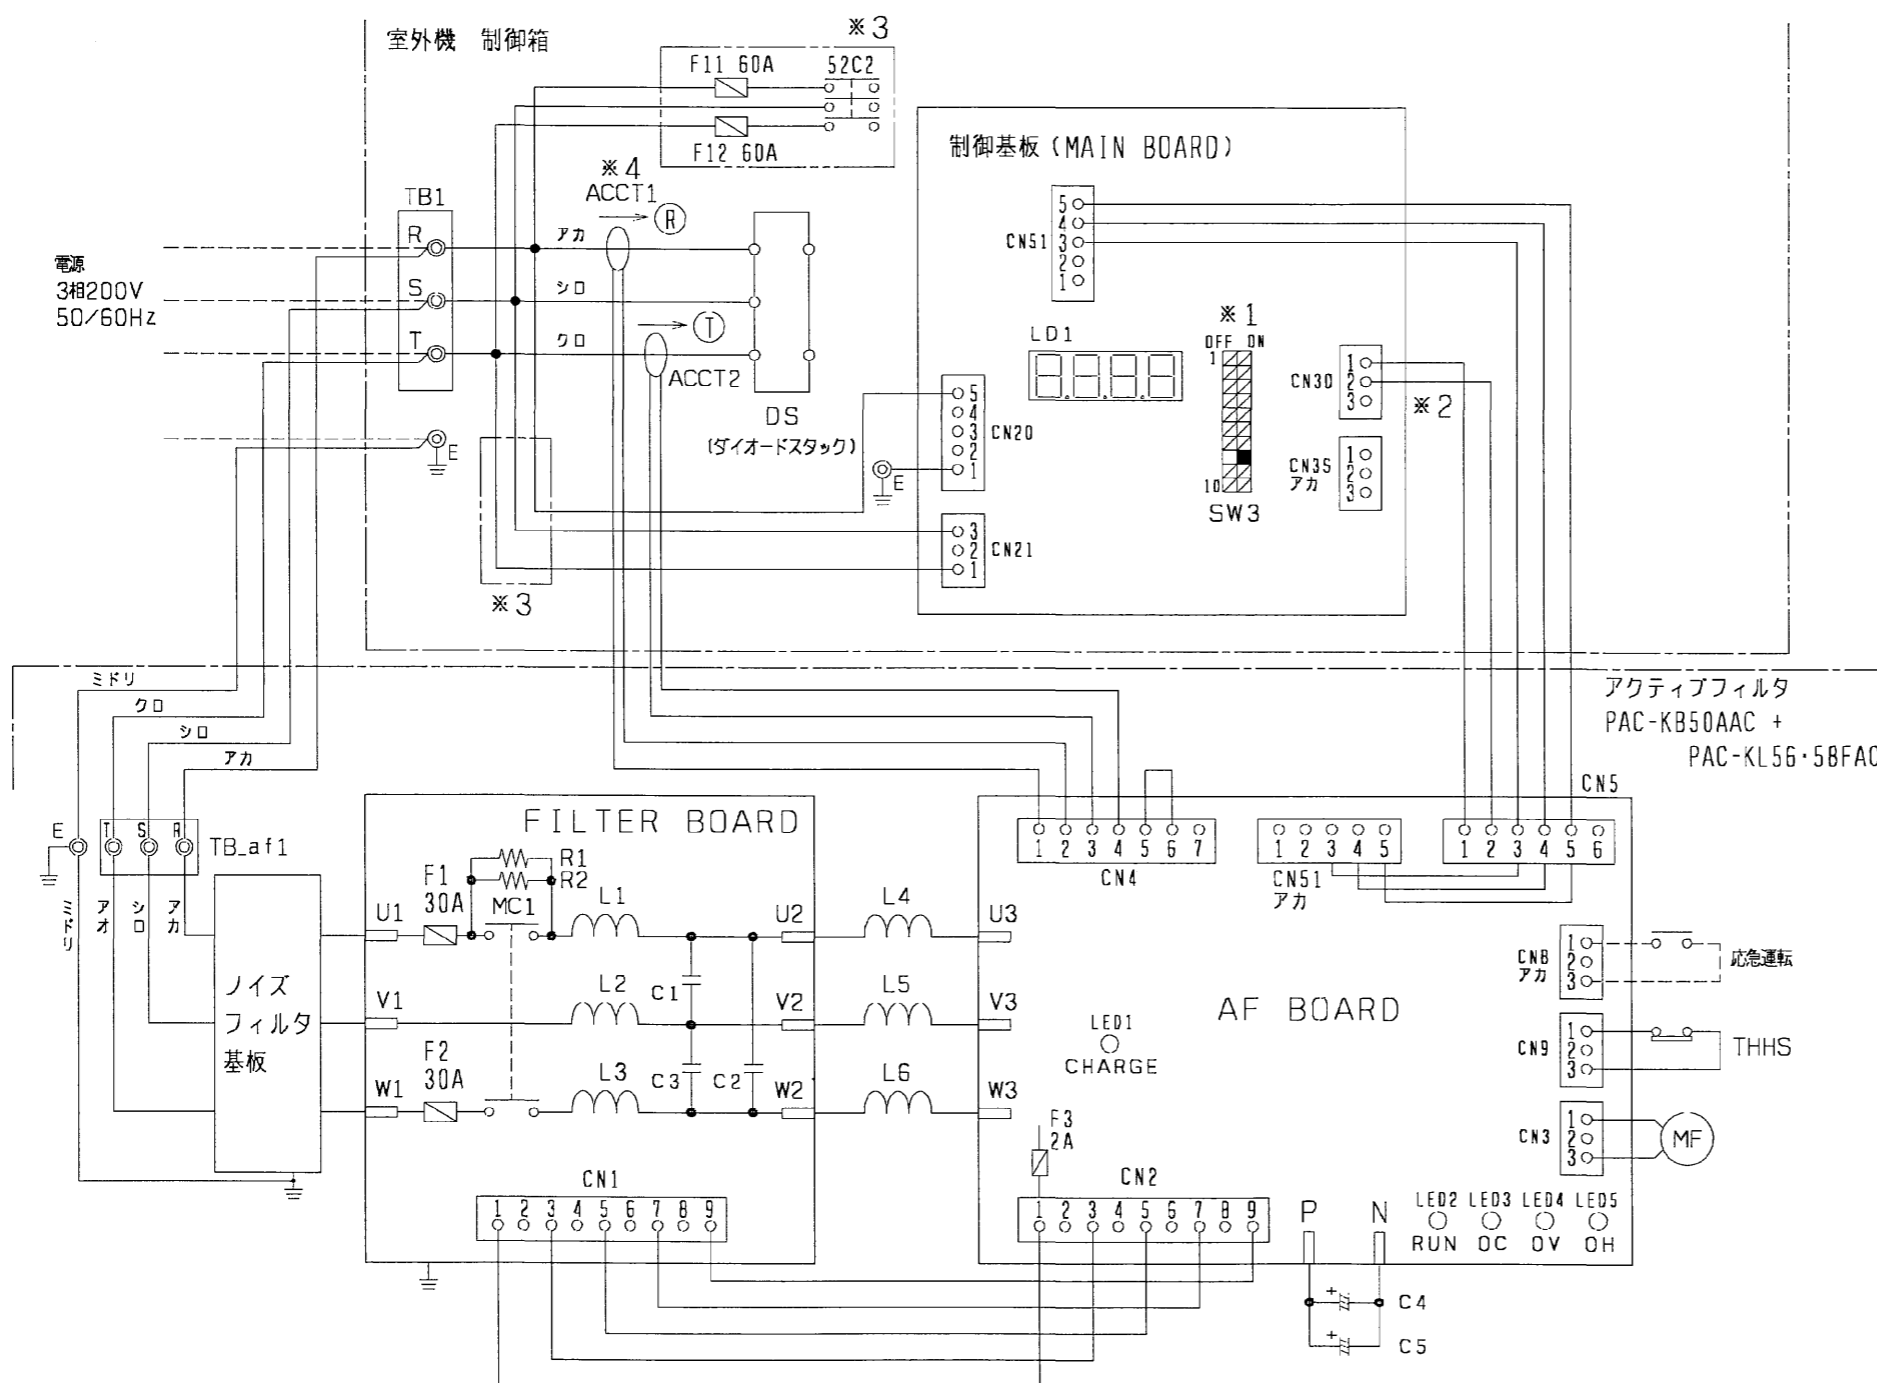 室外機 制御箱
※3
F11 60A
52C2
F12 60A
※4
ACCT1
R
TB1
R
アカ
電源
3相200V
50/60Hz
S
シロ
T
T
クロ
ACCT2
DS
(ダイオードスタック)
E
※3
制御基板(MAIN BOARD)
CN51
5
4
3
2
1
LD1
※1
OFF ON
1
10
SW3
CN3D
1
2
3
※2
CN3S
アカ
1
2
3
5
4
3
2
1
CN20
E
3
2
1
CN21
ミドリ
クロ
シロ
アカ
アクティブフィルタ
PAC-KB50AAC +
PAC-KL56・58FAC
E
T S R
TB_af1
ミドリ
アオ
シロ
アカ
ノイズ
フィルタ
基板
FILTER BOARD
R1
R2
F1
30A
MC1
L1
U1
U2
L4
U3
C1
L2
V1
V2
L5
V3
F2
30A
L3
C3
C2
W1
W2
L6
W3
CN1
1 2 3 4 5 6 7 8 9
CN5
1 2 3 4 5 6 7
CN4
1 2 3 4 5
CN51
アカ
1 2 3 4 5 6
AF BOARD
LED1
CHARGE
CN8
アカ
1
2
3
応急運転
CN9
1
2
3
THHS
CN3
1
2
3
MF
F3
2A
CN2
1 2 3 4 5 6 7 8 9
P
N
LED2 LED3 LED4 LED5
RUN OC OV OH
+
C4
+
C5